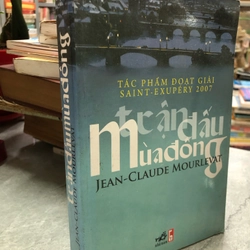 TÁC PHẨM ĐOẠT GIẢI
SAINT-EXUPÉRY 2007
trận đấu
mùa đông
JEAN-CLAUDE MOURLEVAT